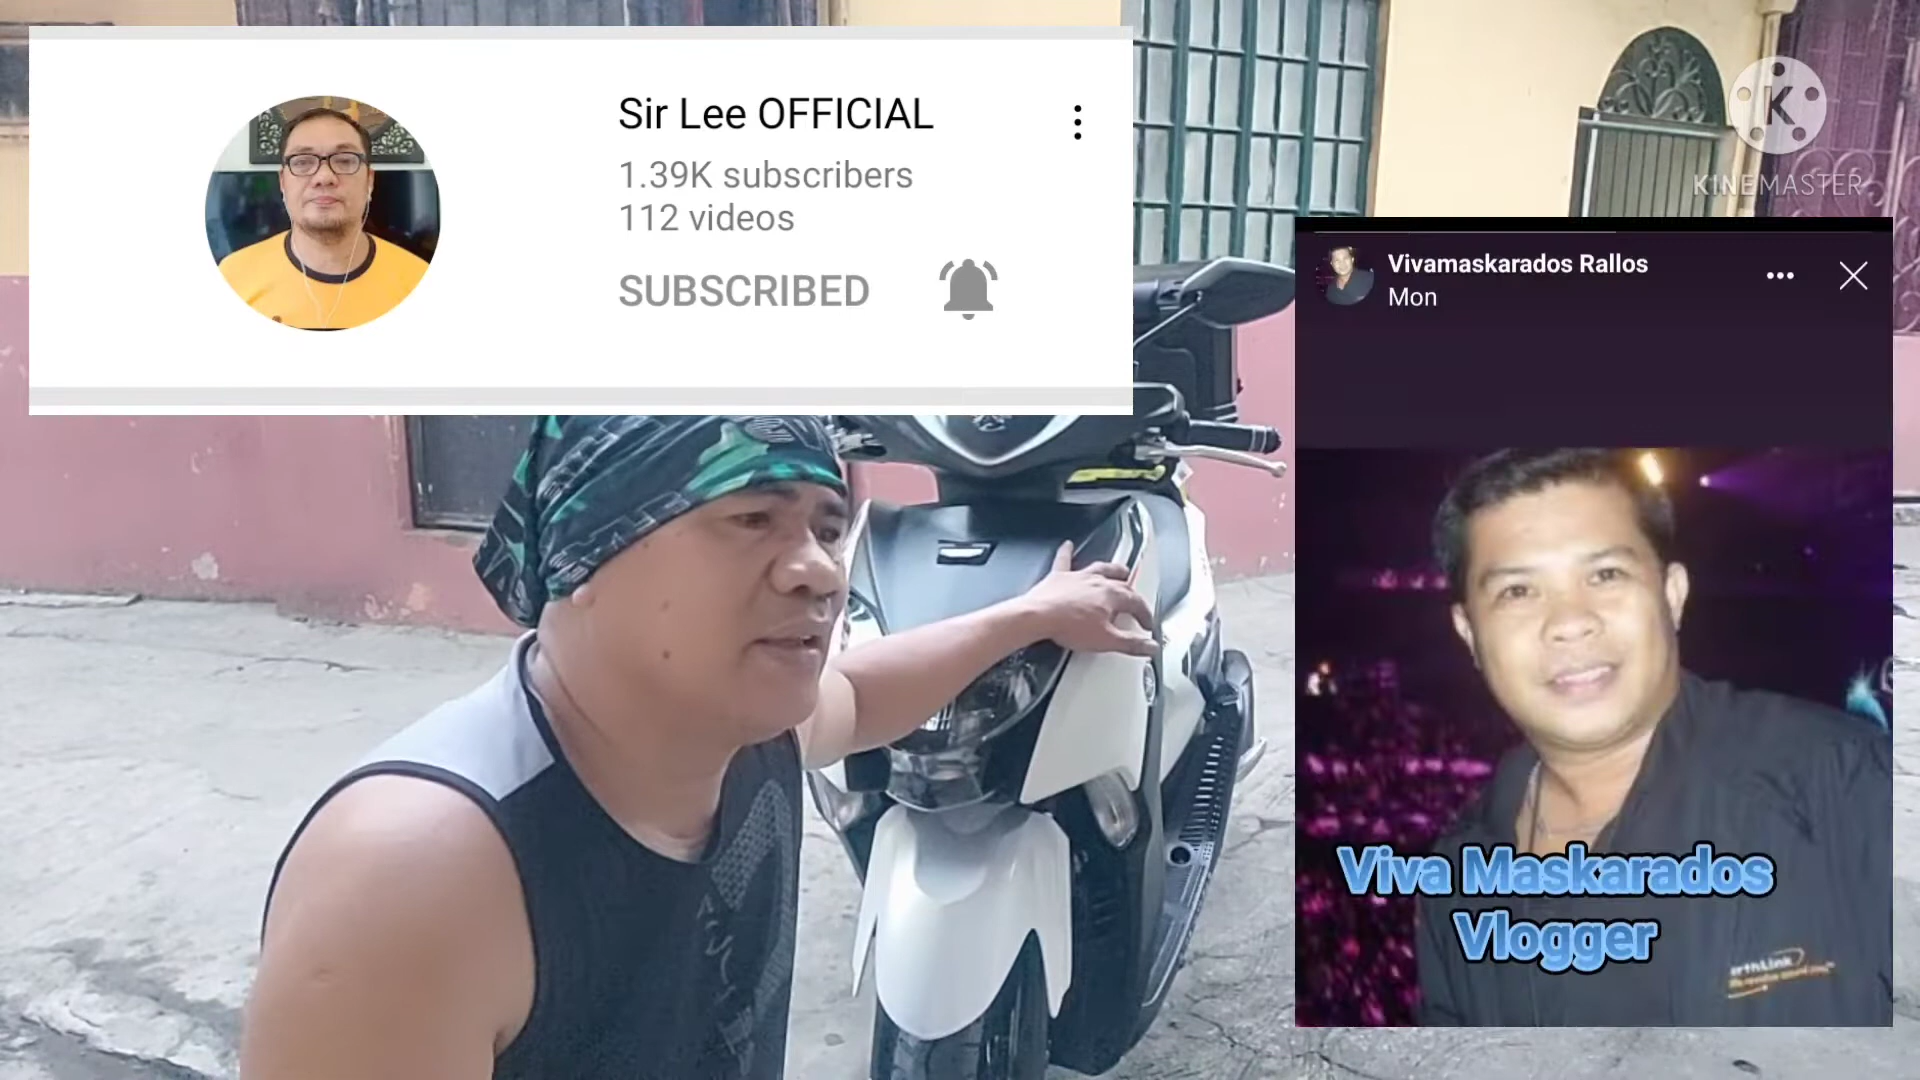 Sir Lee OFFICIAL
1.39K subscribers
112 videos
SUBSCRIBED
K
KINEMASTER
Vivamaskarados Rallos
Mon
Viva Maskarados
Vlogger